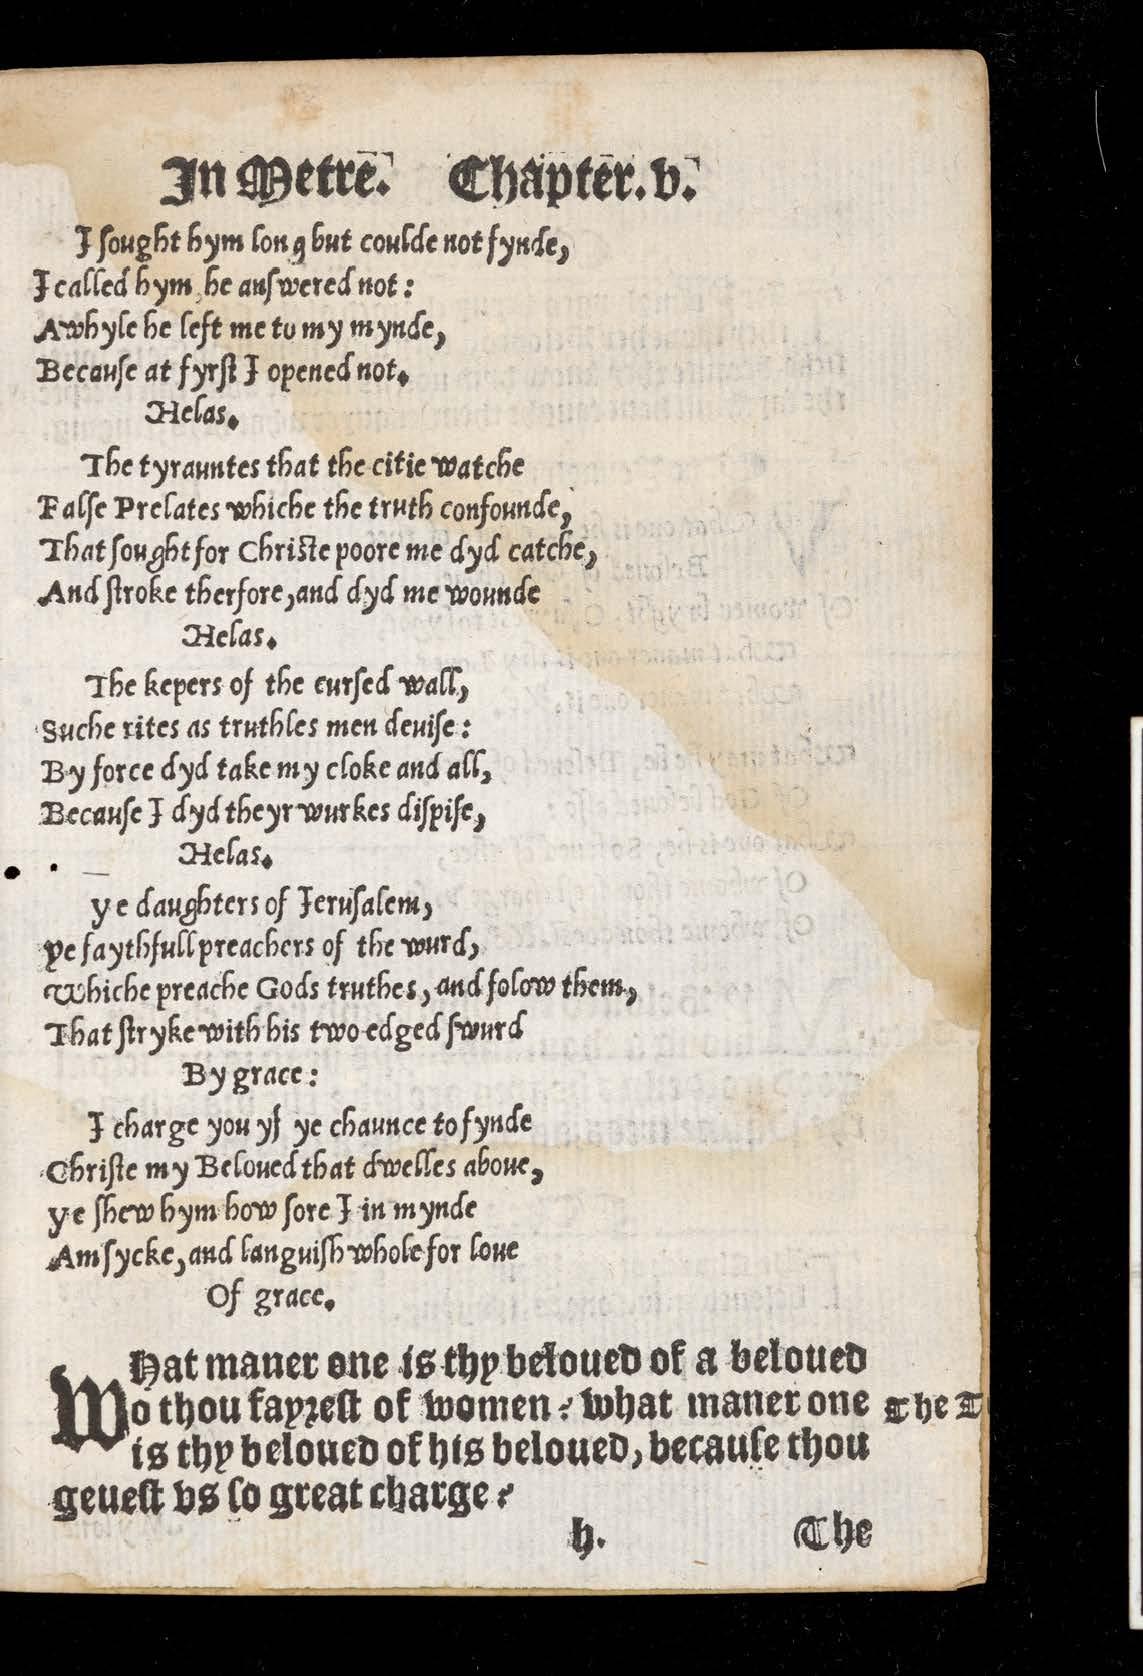 In Metre. Chapter. v.
I sought hym long but coulde not fynde,
I called hym, he answered not:
Awhyle he left me to my mynde,
Because at fyrst I opened not.
Helas.
The tyrauntes that the citie watche
False Prelates whiche the truth confounde,
That sought for Christe poore me dyd catche,
And stroke therfore, and dyd me wounde
Helas.
The kepers of the cursed wall,
Suche rites as truthles men deuise:
By force dyd take my cloke and all,
Because I dyd theyr wurkes dispise,
Helas.
ye daughters of Ierusalem,
ye faythfull preachers of the wurd,
Whiche preache Gods truthes, and folow them,
That stryke with his two edged swurd
By grace:
I charge you yf ye chaunce to fynde
Christe my Beloued that dwelles aboue,
ye shew hym how sore I in mynde
Am sycke, and languish whole for loue
Of grace.
WHat maner one is thy beloued of a beloued
o thou fayrest of women? what maner one The T
is thy beloued of his beloued, because thou
geuest vs so great charge?
h. The